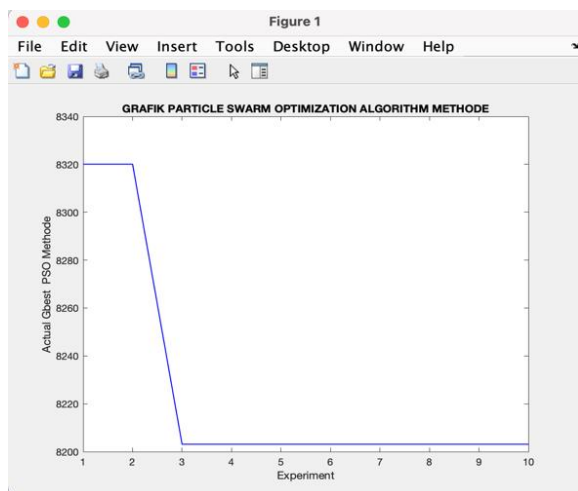 Figure 1
File Edit View Insert Tools Desktop Window Help
GRAFIK PARTICLE SWARM OPTIMIZATION ALGORITHM METHODE
8340
8320
8300
8280
8260
8240
8220
8200
Actual Gbest PSO Methode
1 2 3 4 5 6 7 8 9 10
Experiment